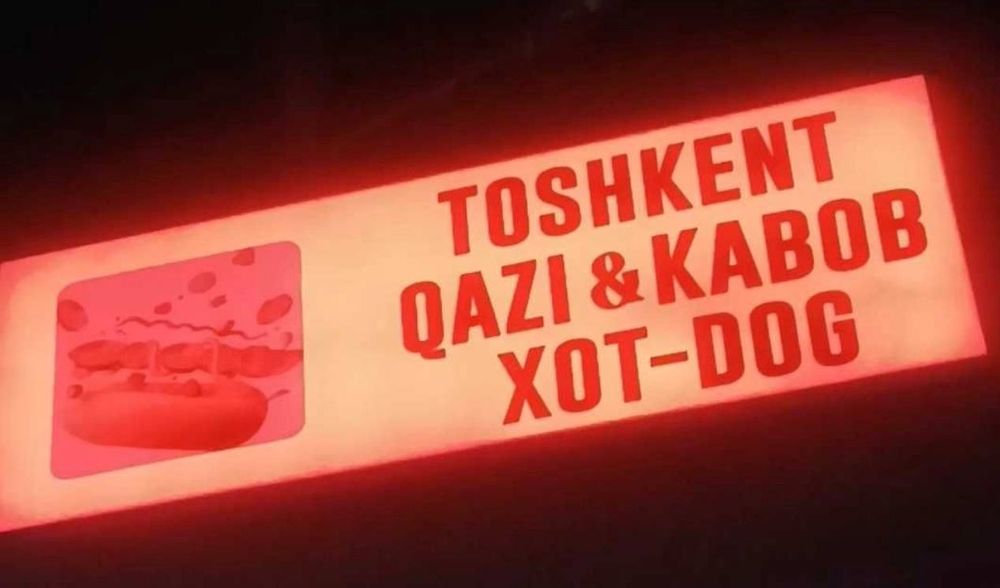 TOSHKENT
QAZI & KABOB
XOT-DOG